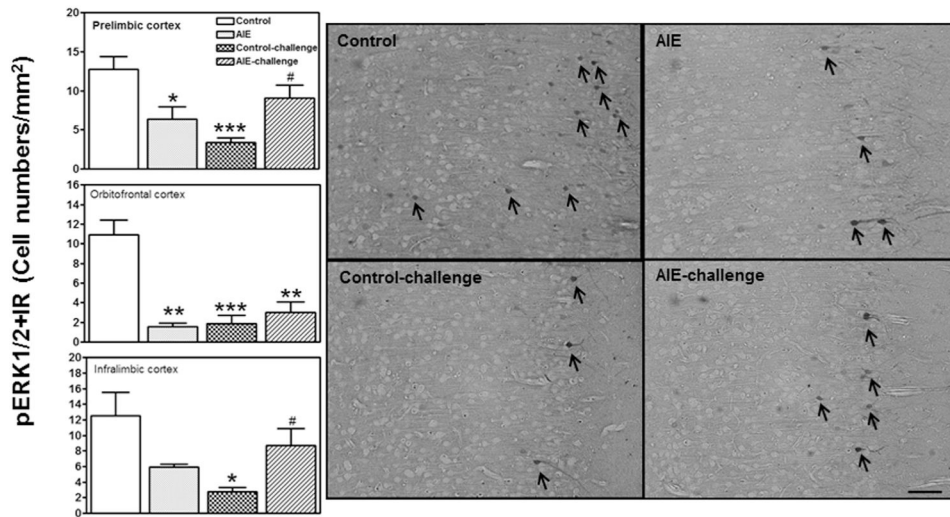 pERK1/2+IR (Cell numbers/mm²)
Prelimbic cortex
Control
AIE
Control-challenge
AIE-challenge
15
10
5
0
*
***
#
Orbitofrontal cortex
16
14
12
10
8
6
4
2
0
**
***
**
Infralimbic cortex
20
18
16
14
12
10
8
6
4
2
0
*
#
Control
AIE
Control-challenge
AIE-challenge